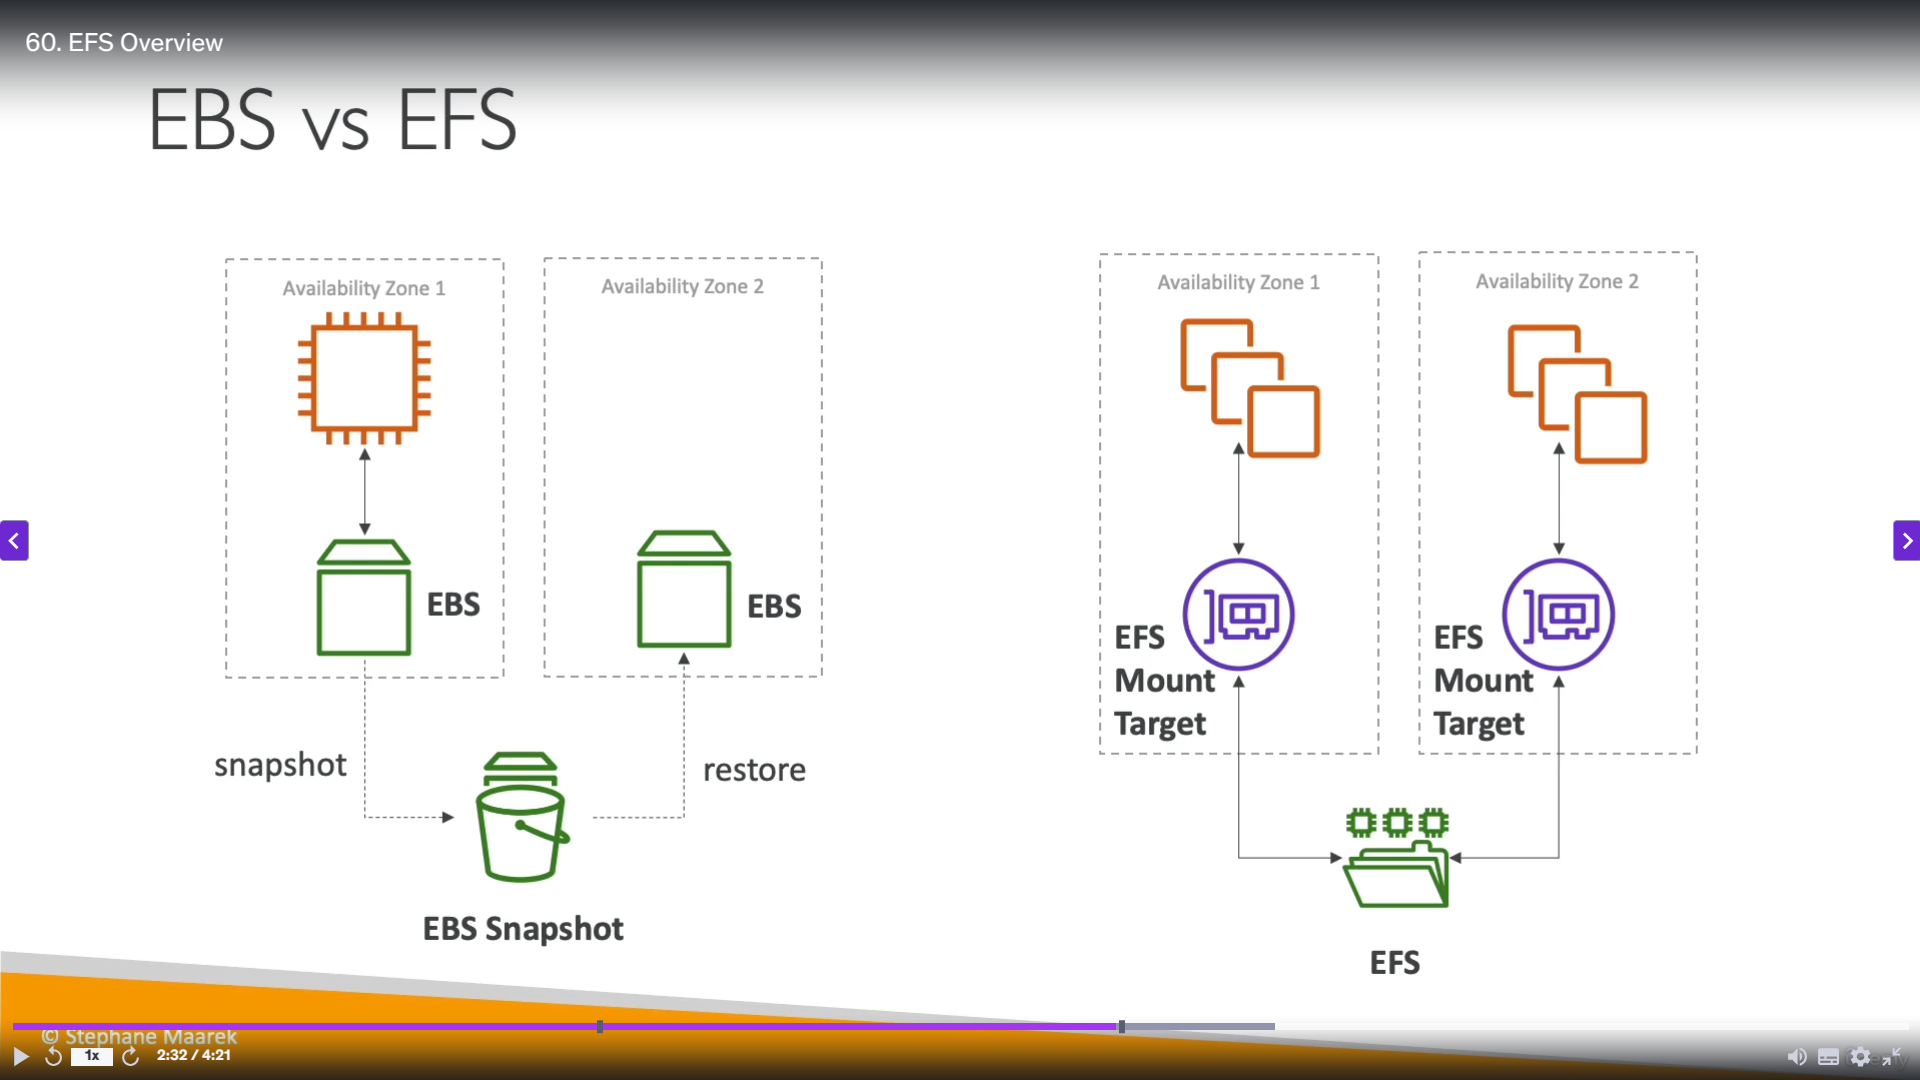 60. EFS Overview
EBS vs EFS
Availability Zone 1
Availability Zone 2
EBS
EBS
snapshot
restore
EBS Snapshot
Availability Zone 1
Availability Zone 2
EFS
Mount
Target
EFS
Mount
Target
EFS
© Stephane Maarek
1x
2:32 / 4:21